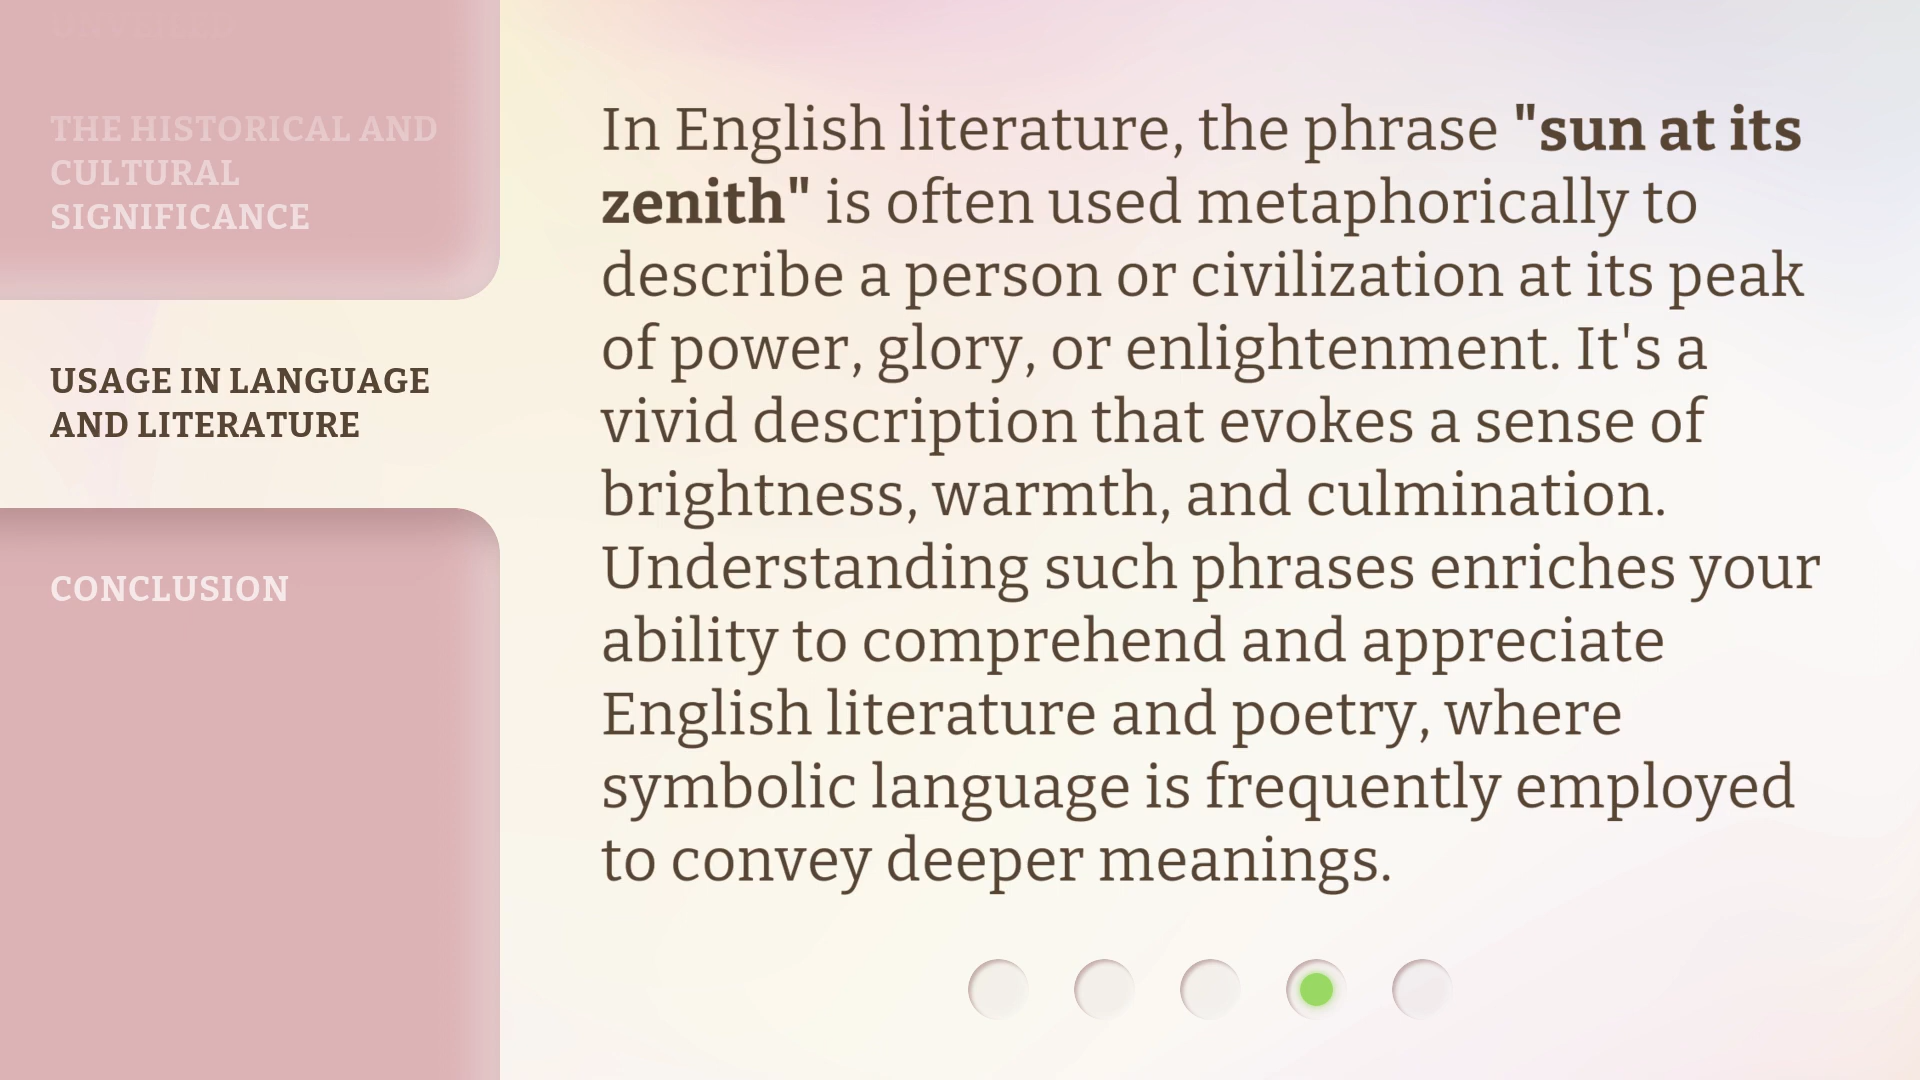 UNVEILED
THE HISTORICAL AND
CULTURAL
SIGNIFICANCE
USAGE IN LANGUAGE
AND LITERATURE
CONCLUSION
In English literature, the phrase "sun at its
zenith" is often used metaphorically to
describe a person or civilization at its peak
of power, glory, or enlightenment. It's a
vivid description that evokes a sense of
brightness, warmth, and culmination.
Understanding such phrases enriches your
ability to comprehend and appreciate
English literature and poetry, where
symbolic language is frequently employed
to convey deeper meanings.